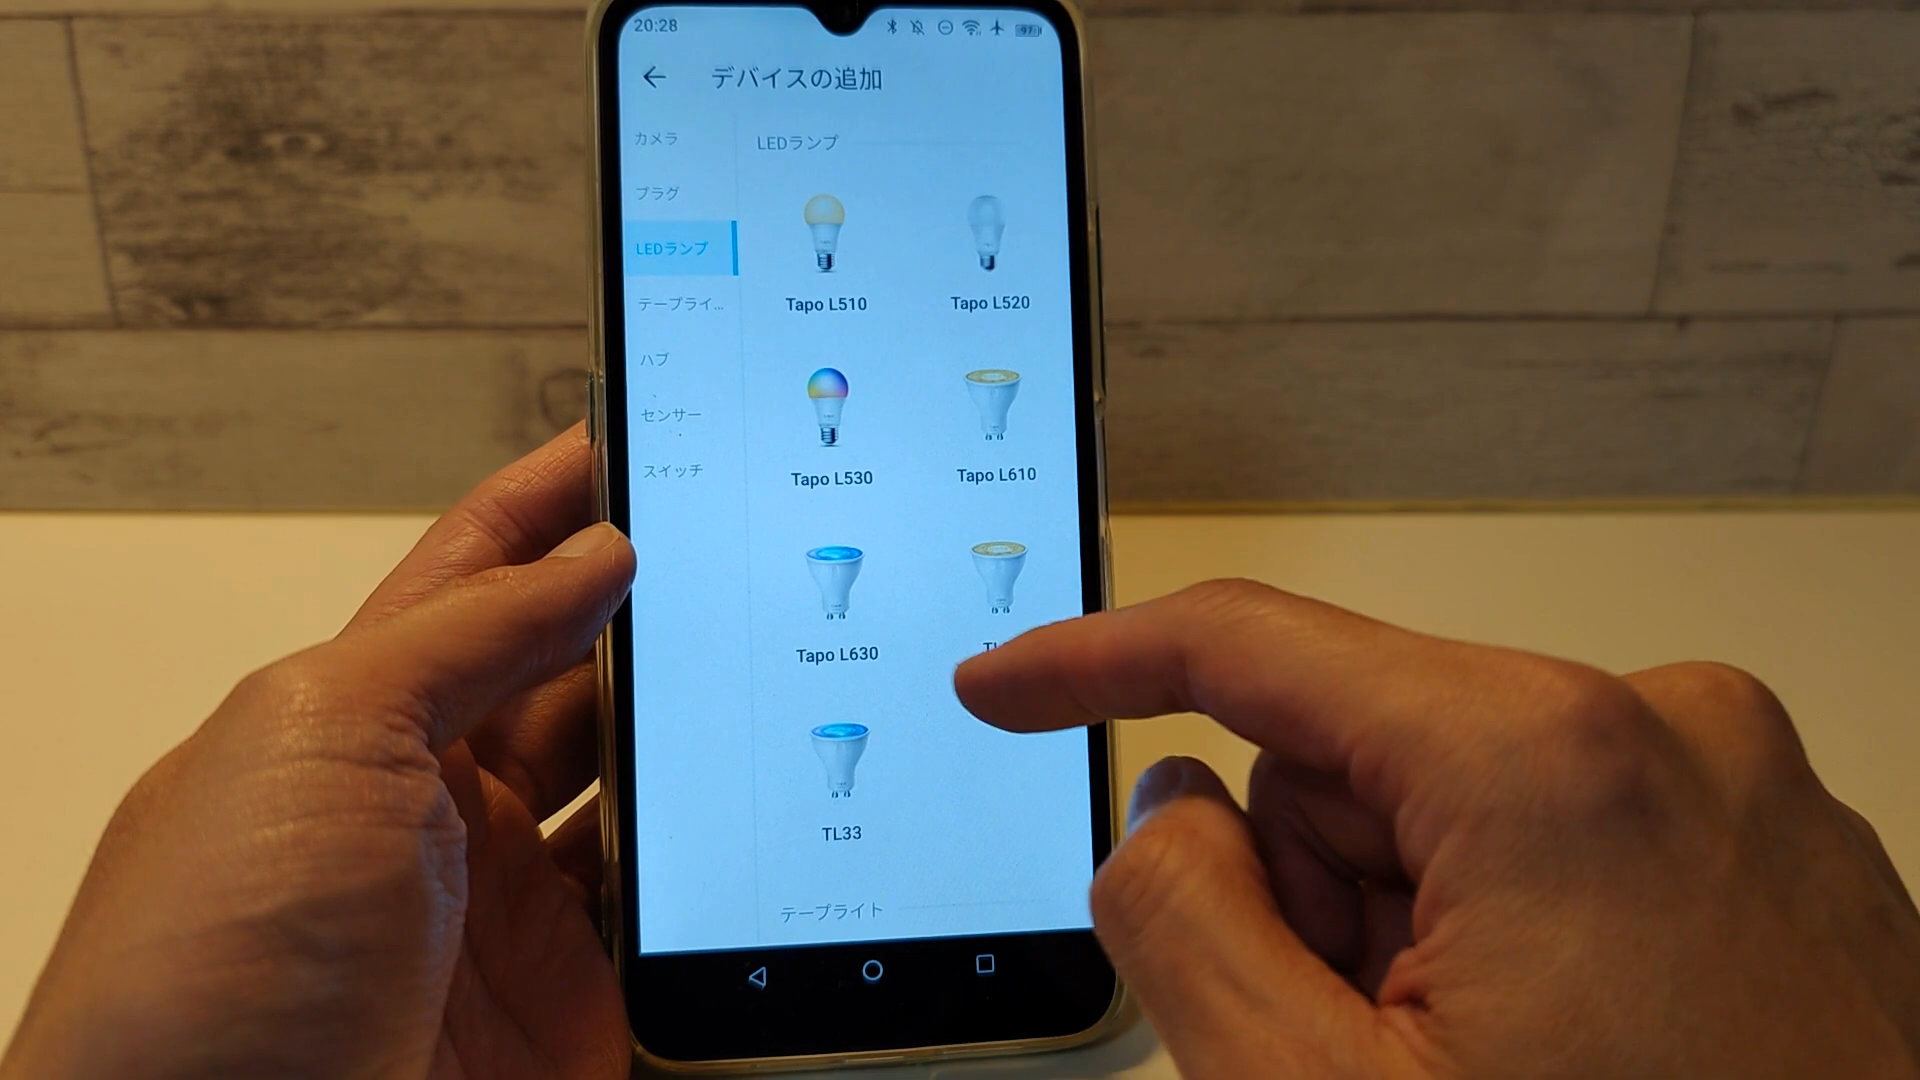 20:28
97
デバイスの追加
カメラ
プラグ
LEDランプ
テープライ...
ハブ
センサー
スイッチ
LEDランプ
Tapo L510
Tapo L520
Tapo L530
Tapo L610
Tapo L630
TL33
テープライト